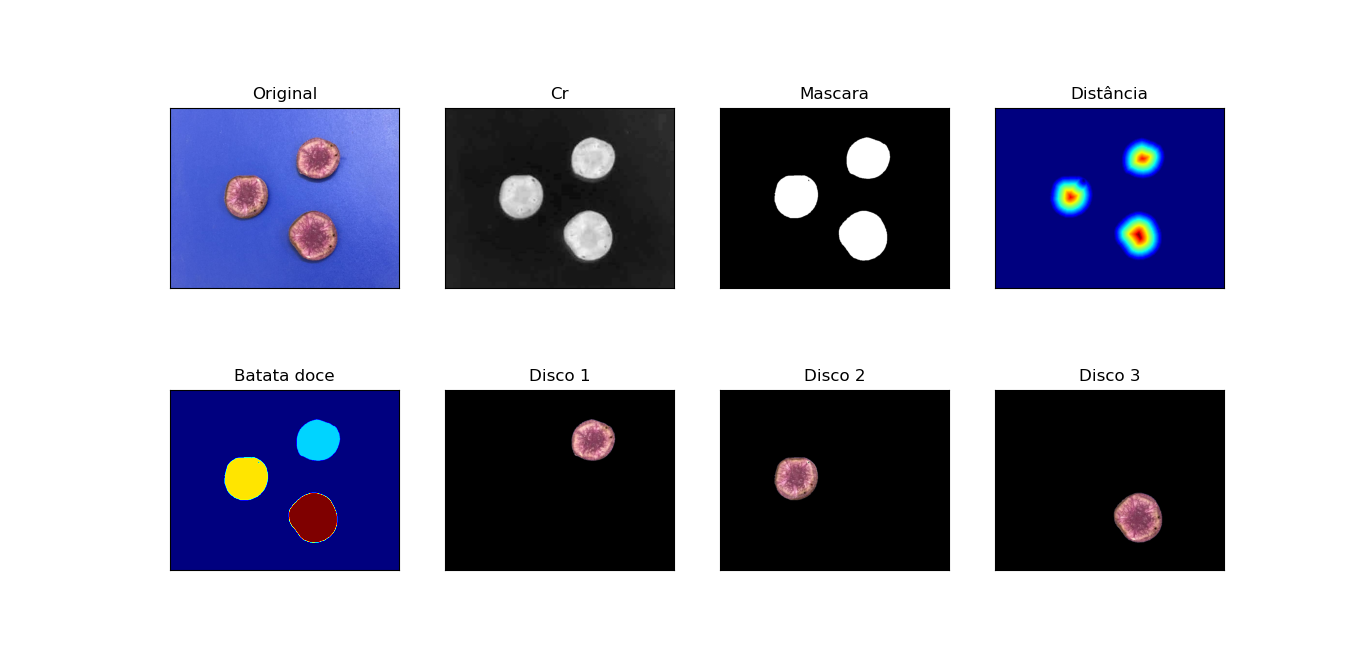 Original
Cr
Mascara
Distância
Batata doce
Disco 1
Disco 2
Disco 3